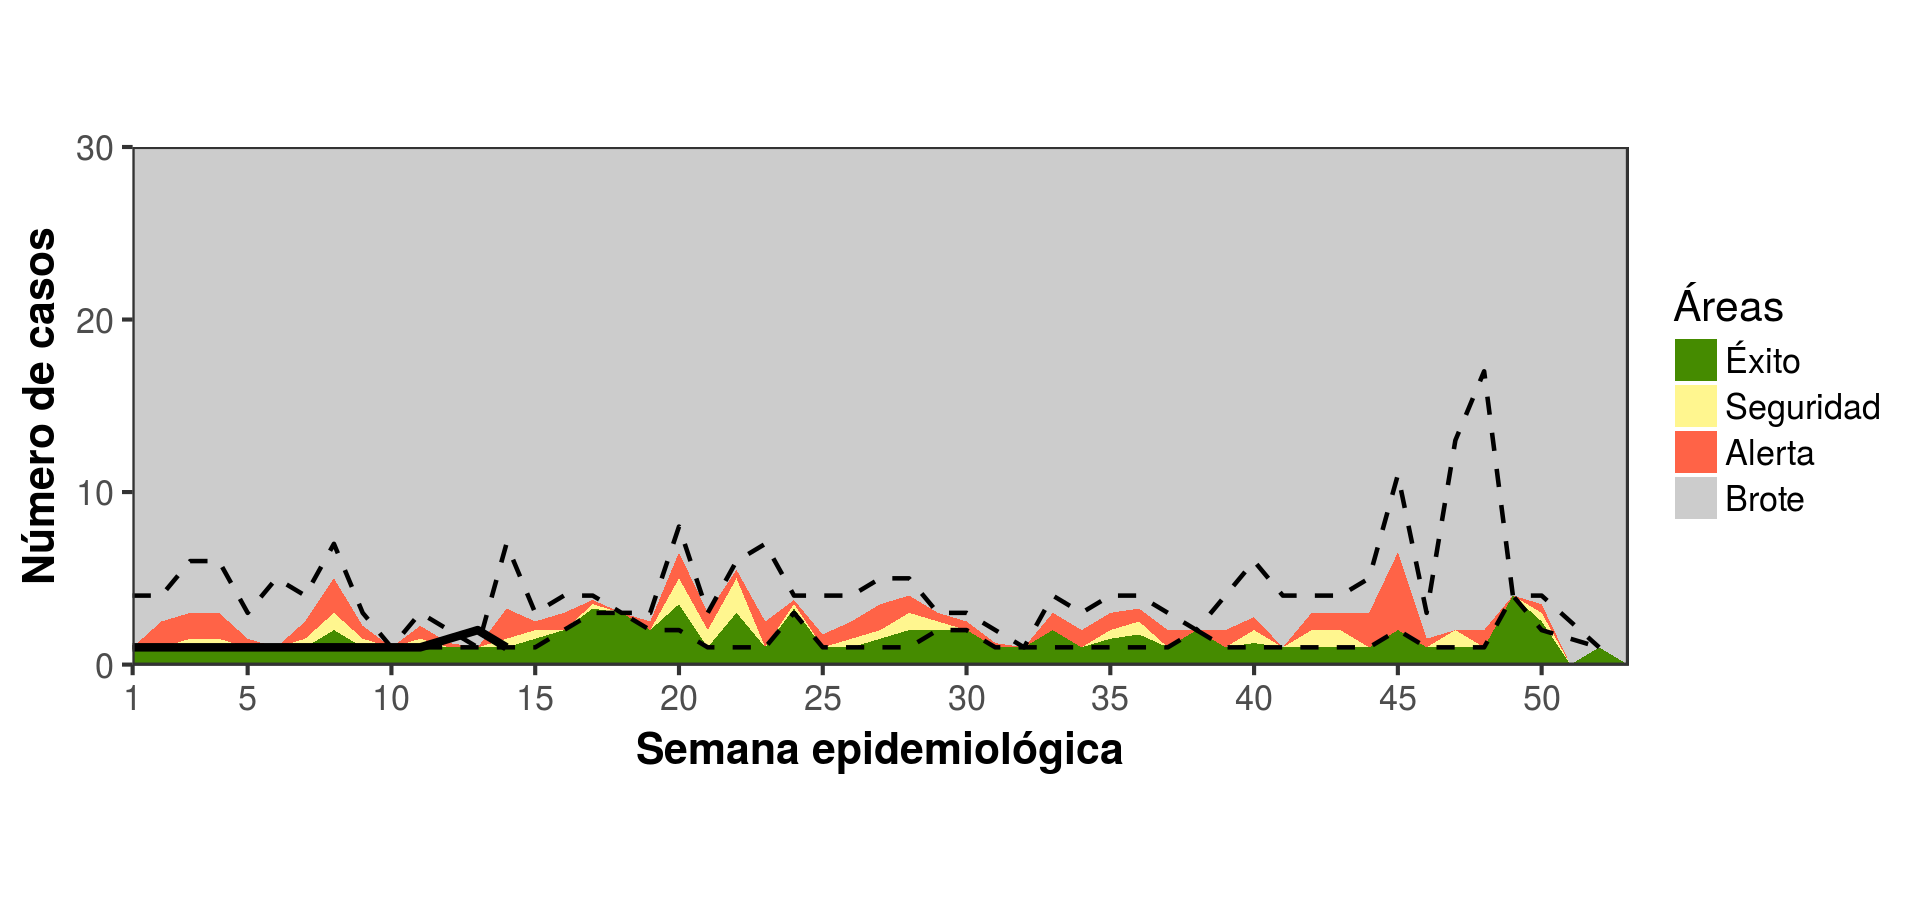 Número de casos
30
20
10
0
1 5 10 15 20 25 30 35 40 45 50
Semana epidemiológica
Áreas
Éxito
Seguridad
Alerta
Brote